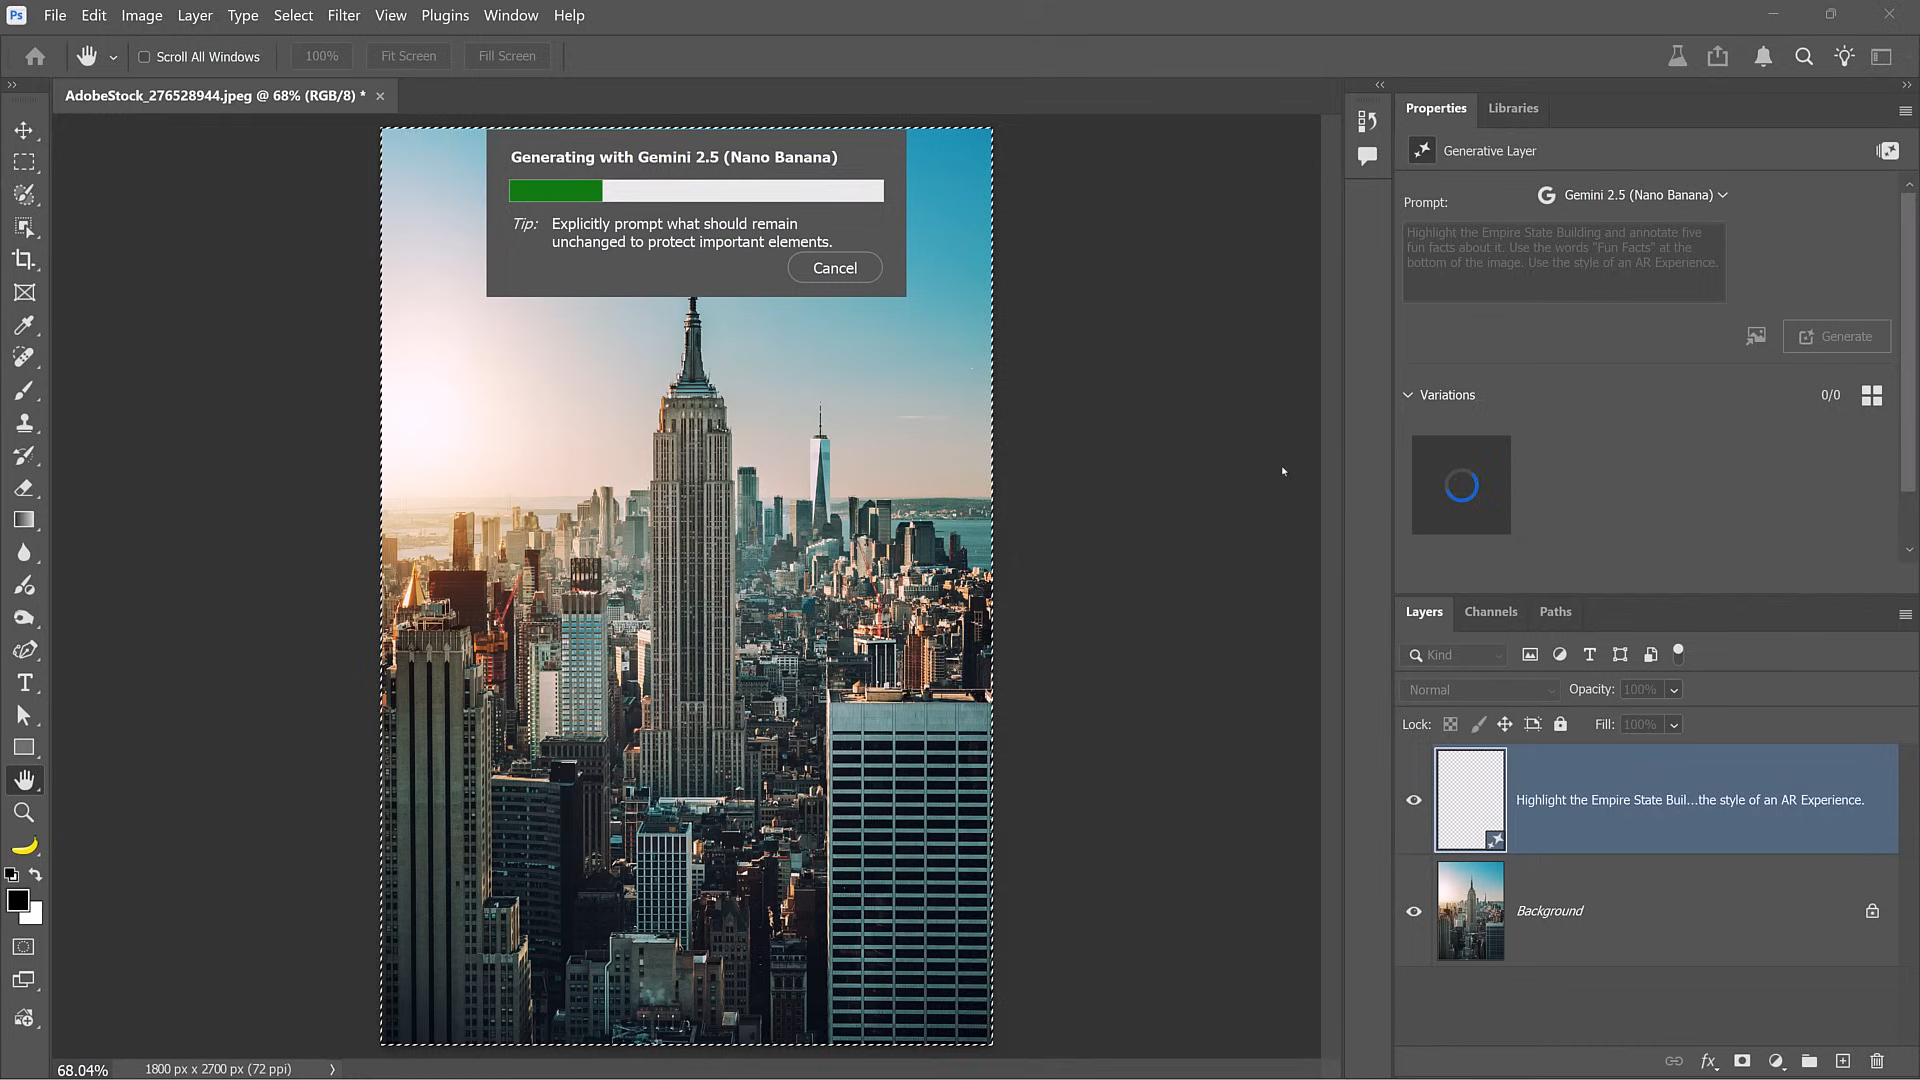 Ps File Edit Image Layer Type Select Filter View Plugins Window Help
Scroll All Windows 100% Fit Screen Fill Screen
AdobeStock_276528944.jpeg @ 68% (RGB/8) *
Generating with Gemini 2.5 (Nano Banana)
Tip: Explicitly prompt what should remain
unchanged to protect important elements.
Cancel
68.04% 1800 px x 2700 px (72 ppi)
Properties Libraries
Generative Layer
Prompt: Gemini 2.5 (Nano Banana)
Highlight the Empire State Building and annotate five
fun facts about it. Use the words "Fun Facts" at the
bottom of the image. Use the style of an AR Experience.
Generate
Variations 0/0
Layers Channels Paths
Kind
Normal Opacity: 100%
Lock: Fill: 100%
Highlight the Empire State Buil...the style of an AR Experience.
Background